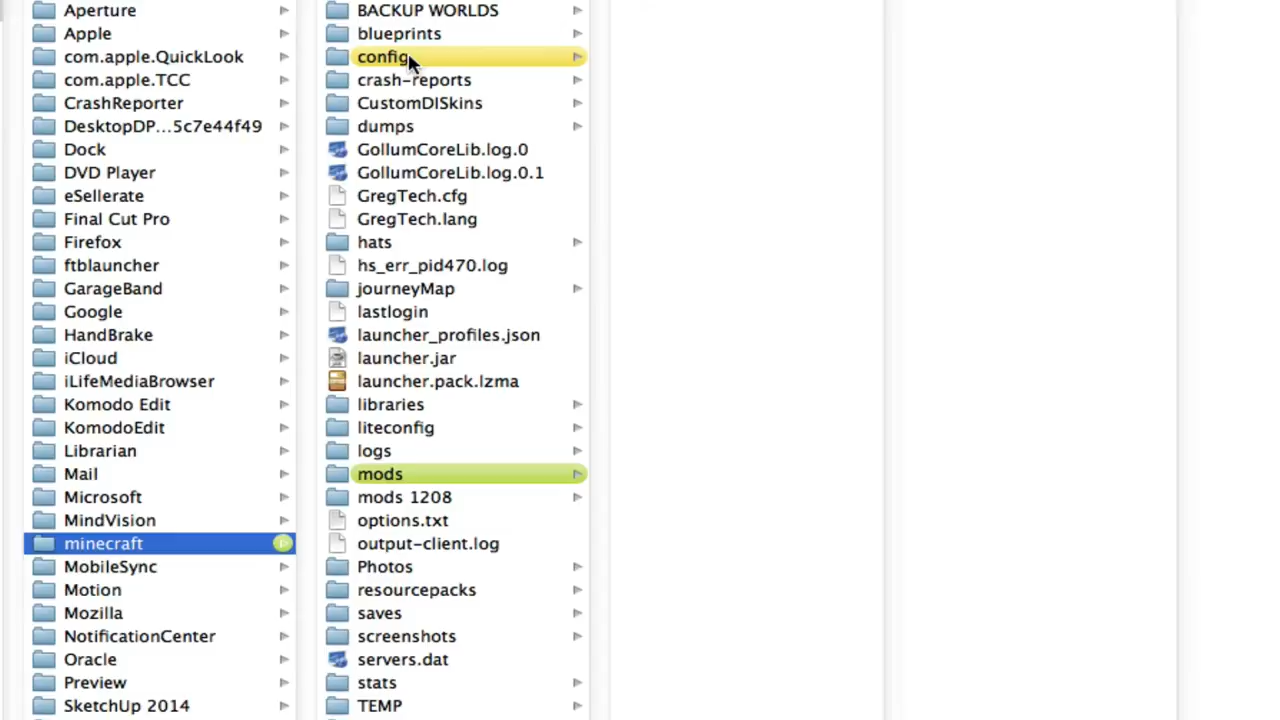 Aperture
Apple
com.apple.QuickLook
com.apple.TCC
CrashReporter
DesktopDP...5c7e44f49
Dock
DVD Player
eSellerate
Final Cut Pro
Firefox
ftblauncher
GarageBand
Google
HandBrake
iCloud
iLifeMediaBrowser
Komodo Edit
KomodoEdit
Librarian
Mail
Microsoft
MindVision
minecraft
MobileSync
Motion
Mozilla
NotificationCenter
Oracle
Preview
SketchUp 2014
BACKUP WORLDS
blueprints
config
crash-reports
CustomDISkins
dumps
GollumCoreLib.log.0
GollumCoreLib.log.0.1
GregTech.cfg
GregTech.lang
hats
hs_err_pid470.log
journeyMap
lastlogin
launcher_profiles.json
launcher.jar
launcher.pack.lzma
libraries
liteconfig
logs
mods
mods 1208
options.txt
output-client.log
Photos
resourcepacks
saves
screenshots
servers.dat
stats
TEMP